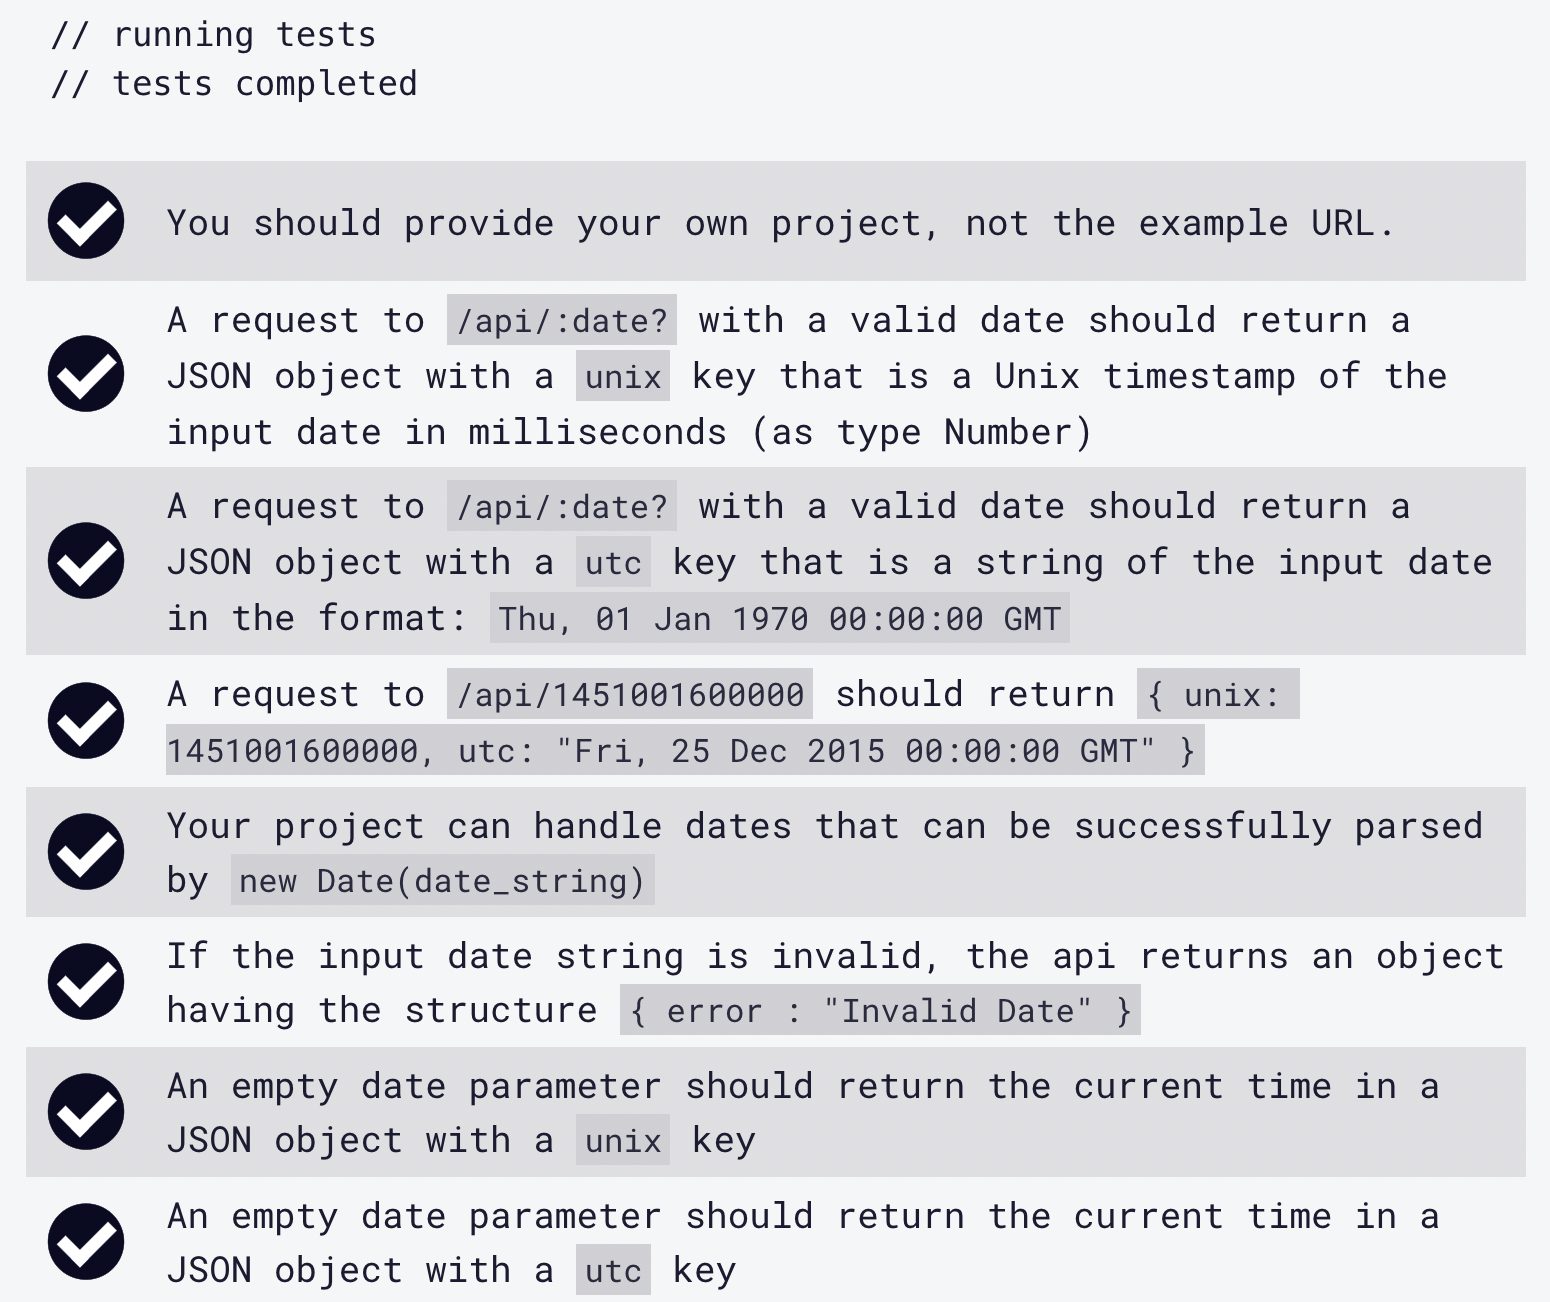 // running tests
// tests completed
You should provide your own project, not the example URL.
A request to /api/:date? with a valid date should return a
JSON object with a unix key that is a Unix timestamp of the
input date in milliseconds (as type Number)
A request to /api/:date? with a valid date should return a
JSON object with a utc key that is a string of the input date
in the format: Thu, 01 Jan 1970 00:00:00 GMT
A request to /api/1451001600000 should return { unix:
1451001600000, utc: "Fri, 25 Dec 2015 00:00:00 GMT" }
Your project can handle dates that can be successfully parsed
by new Date(date_string)
If the input date string is invalid, the api returns an object
having the structure { error : "Invalid Date" }
An empty date parameter should return the current time in a
JSON object with a unix key
An empty date parameter should return the current time in a
JSON object with a utc key